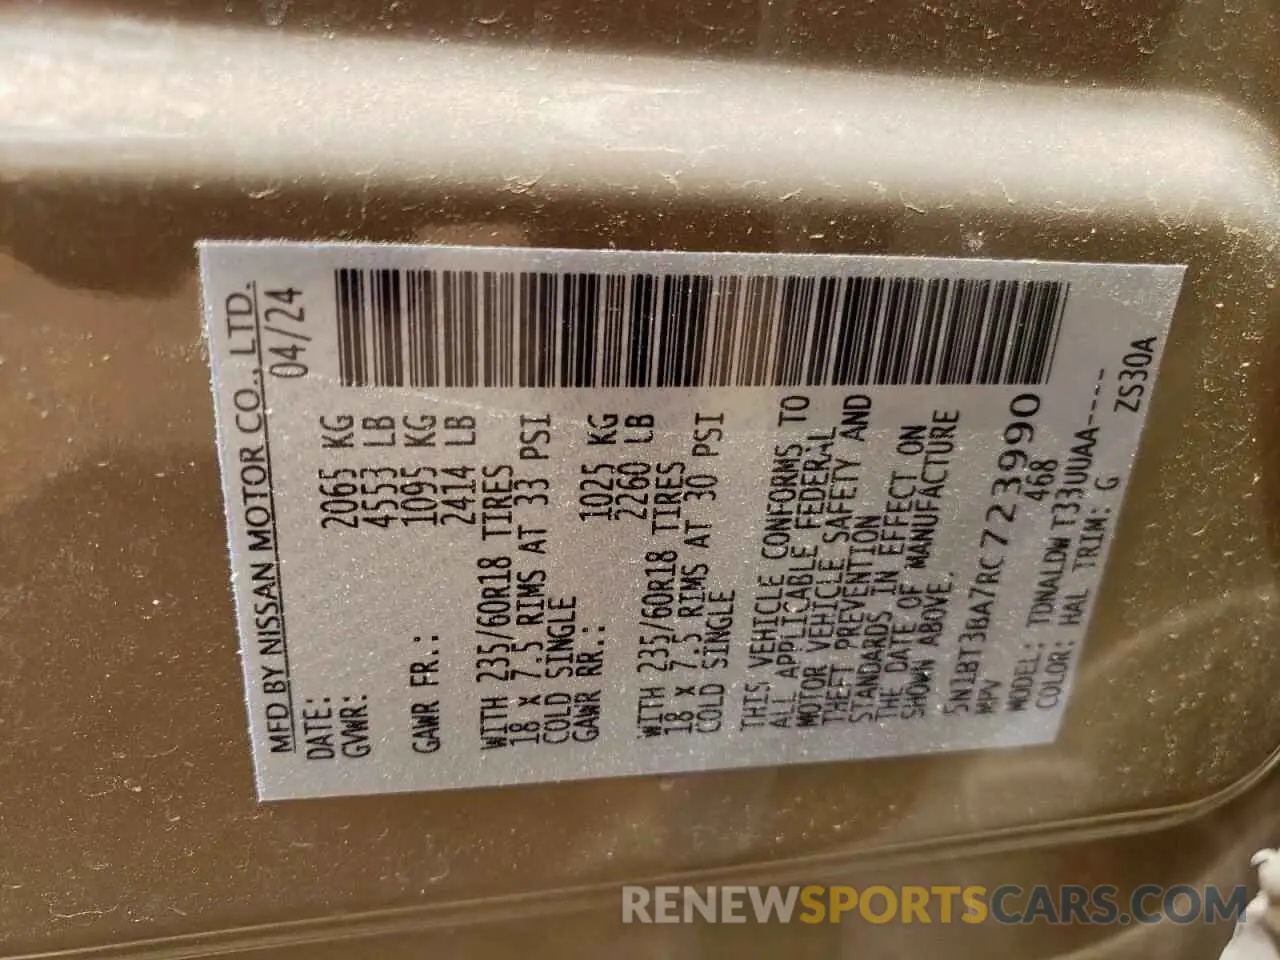 MFD BY NISSAN MOTOR CO., LTD.
DATE: 04/24
GVWR: 2065 KG
4553 LB
GAWR FR.: 1095 KG
2414 LB
WITH 235/60R18 TIRES
18 X 7.5 RIMS AT 33 PSI
COLD SINGLE
GAWR RR.: 1025 KG
2260 LB
WITH 235/60R18 TIRES
18 X 7.5 RIMS AT 30 PSI
COLD SINGLE
THIS VEHICLE CONFORMS TO
ALL APPLICABLE FEDERAL
MOTOR VEHICLE SAFETY AND
THEFT PREVENTION
STANDARDS IN EFFECT ON
THE DATE OF MANUFACTURE
SHOWN ABOVE.
5N1BT3BA7RC723990
MPV 468
MODEL: TDNALDWT33UUAA----
COLOR: HAL TRIM: G ZS30A
RENEWSPORTSCARS.COM